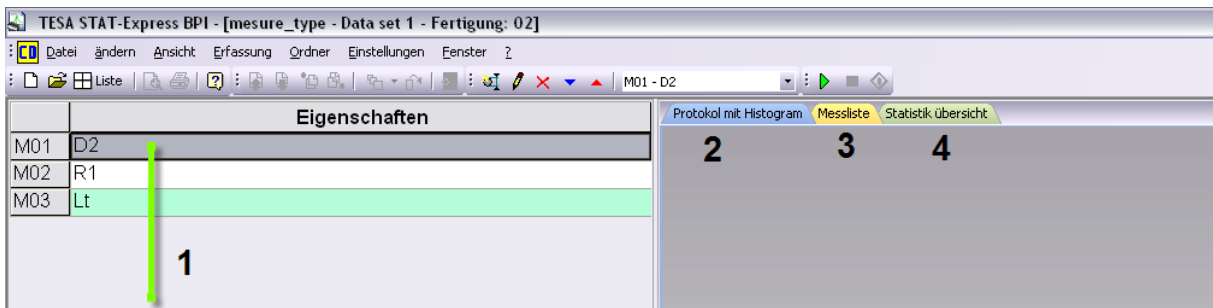 TESA STAT-Express BPI - [mesure_type - Data set 1 - Fertigung: 02]
CD Datei ändern Ansicht Erfassung Ordner Einstellungen Fenster ?
Liste M01 - D2
Eigenschaften
Protokol mit Histogram Messliste Statistik übersicht
M01 D2
2 3 4
M02 R1
M03 Lt
1